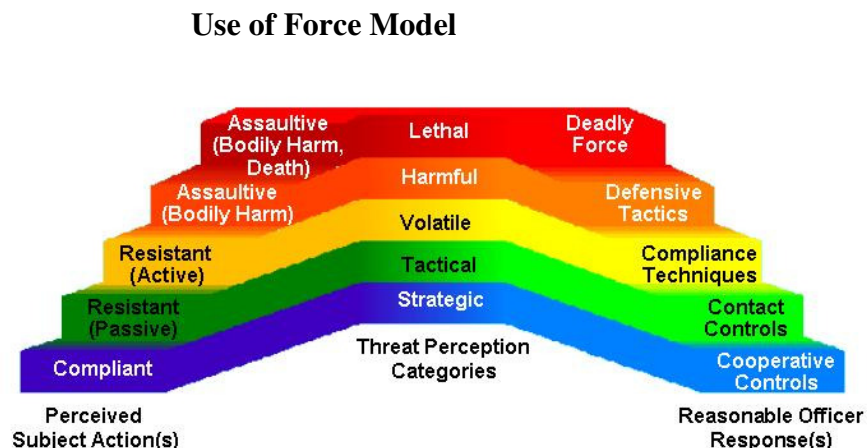 Use of Force Model
Assaultive
(Bodily Harm,
Death)
Lethal
Deadly
Force
Assaultive
(Bodily Harm)
Harmful
Defensive
Tactics
Resistant
(Active)
Volatile
Compliance
Techniques
Resistant
(Passive)
Tactical
Contact
Controls
Compliant
Strategic
Cooperative
Controls
Perceived
Subject Action(s)
Threat Perception
Categories
Reasonable Officer
Response(s)